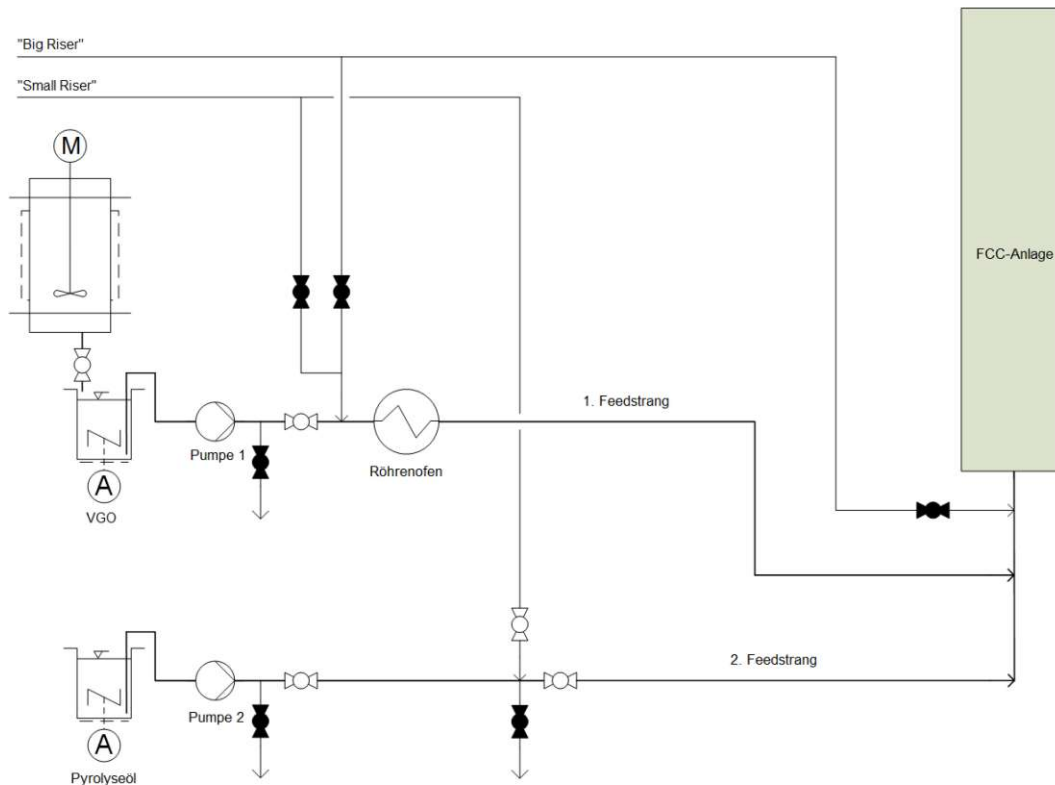 "Big Riser"
"Small Riser"
M
FCC-Anlage
1. Feedstrang
Pumpe 1
Röhrenofen
A
VGO
2. Feedstrang
Pumpe 2
A
Pyrolyseöl